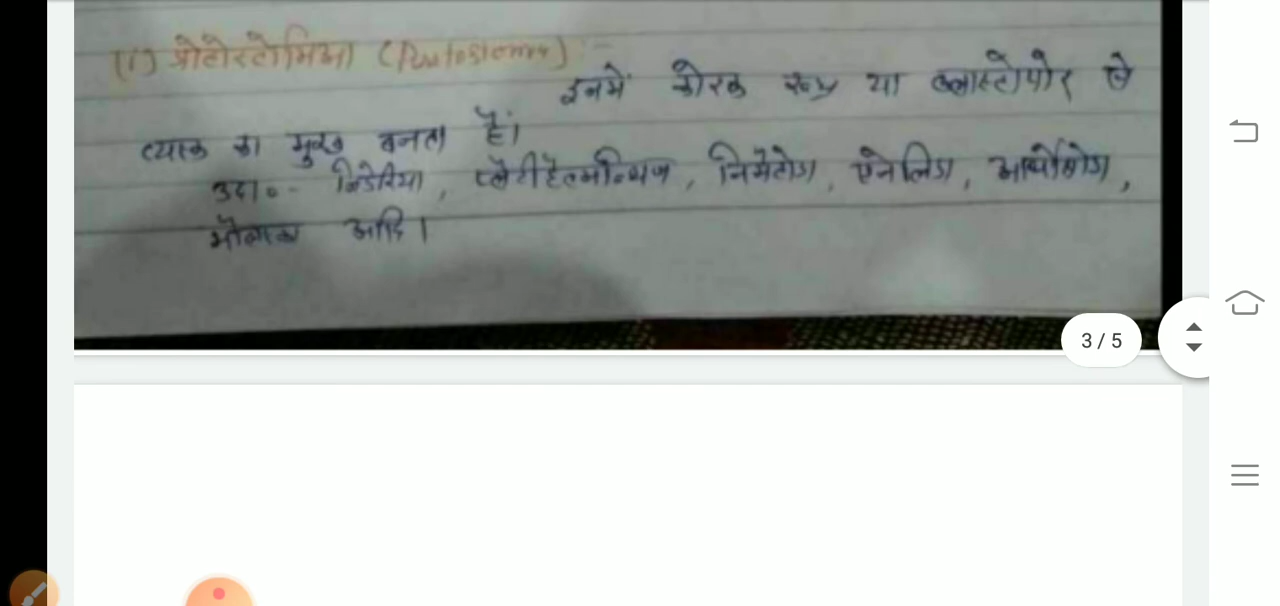 (i) प्रोटोस्टोमिआ (Protostomia) :-
इनमें कोरक रन्ध्र या ब्लास्टोपोर से
व्यस्क का मुख बनता है।
उदा०- निडेरिया, प्लेटीहेल्मिन्थिज, निमेटोडा, ऐनेलिडा, आर्थोपोडा,
मौलस्का आदि।
3 / 5